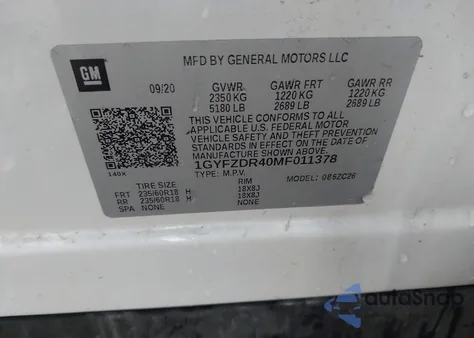 MFD BY GENERAL MOTORS LLC
GM
09/20 GVWR GAWR FRT GAWR RR
2350 KG 1220 KG 1220 KG
5180 LB 2689 LB 2689 LB
THIS VEHICLE CONFORMS TO ALL
APPLICABLE U.S. FEDERAL MOTOR
VEHICLE SAFETY AND THEFT PREVENTION
STANDARDS IN EFFECT ON THE DATE OF
MANUFACTURE SHOWN ABOVE.
1GYFZDR40MF011378
140X TYPE: M.P.V. MODEL:
TIRE SIZE RIM
FRT 235/60R18 H 18X8J
RR 235/60R18 H 18X8J
SPA NONE NONE
autoSnap